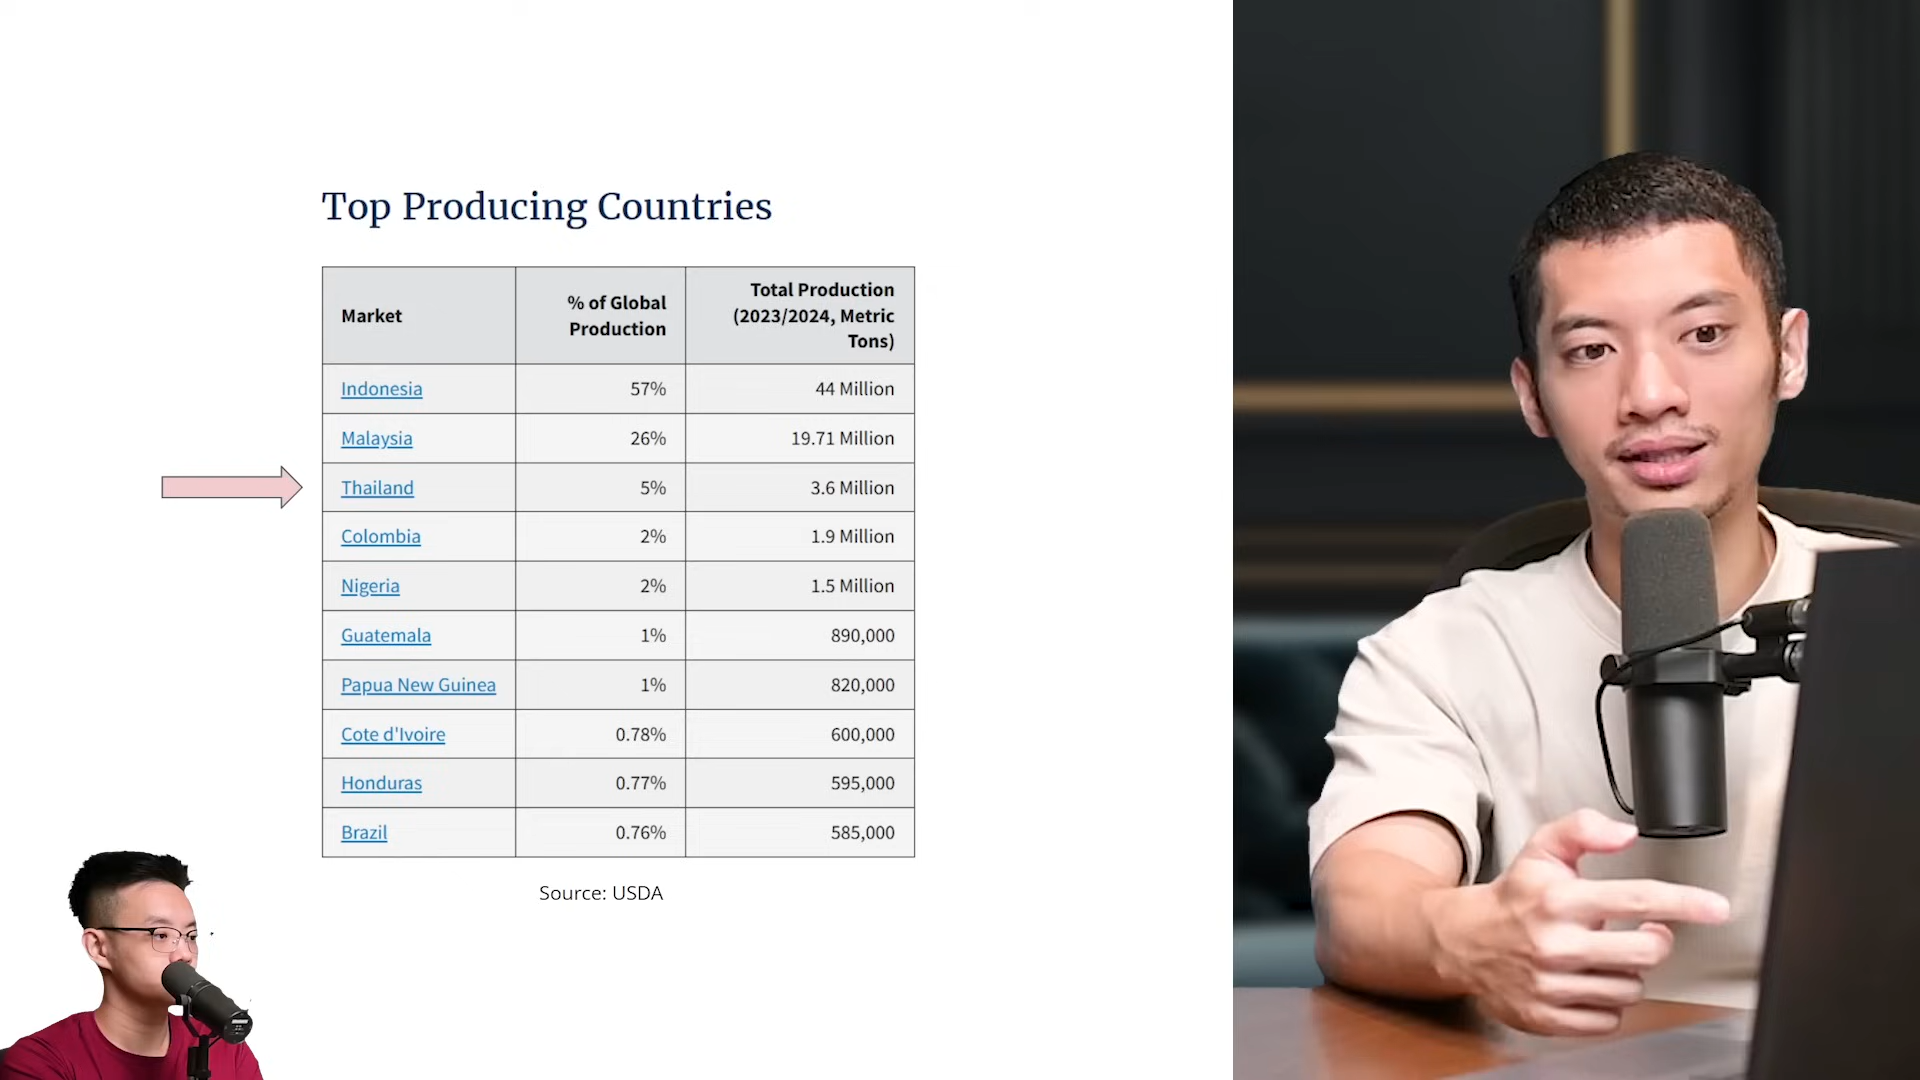 Top Producing Countries
Market
% of Global
Production
Total Production
(2023/2024, Metric
Tons)
Indonesia 57% 44 Million
Malaysia 26% 19.71 Million
Thailand 5% 3.6 Million
Colombia 2% 1.9 Million
Nigeria 2% 1.5 Million
Guatemala 1% 890,000
Papua New Guinea 1% 820,000
Cote d'Ivoire 0.78% 600,000
Honduras 0.77% 595,000
Brazil 0.76% 585,000
Source: USDA